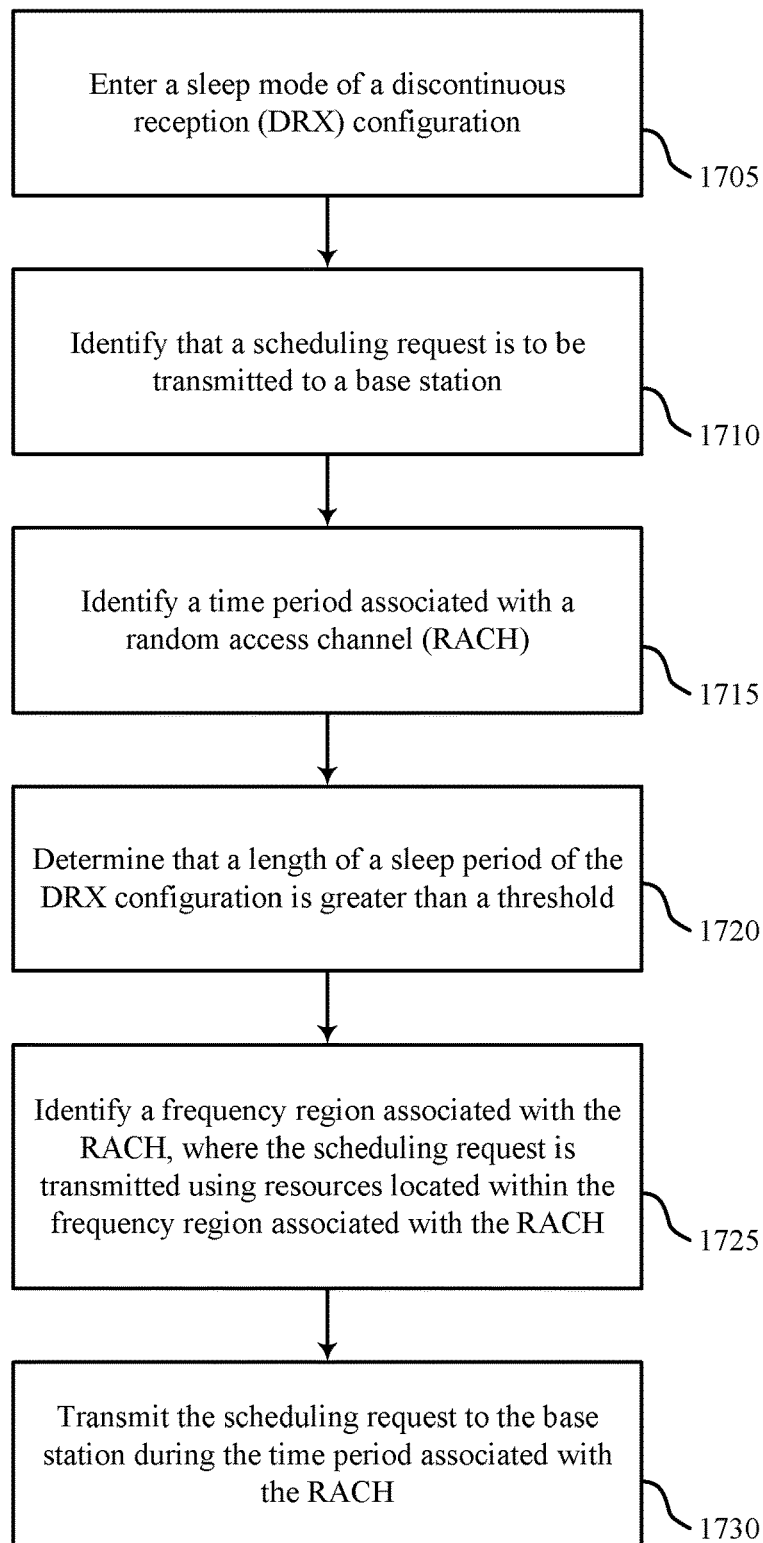 Enter a sleep mode of a discontinuous
reception (DRX) configuration
1705
Identify that a scheduling request is to be
transmitted to a base station
1710
Identify a time period associated with a
random access channel (RACH)
1715
Determine that a length of a sleep period of the
DRX configuration is greater than a threshold
1720
Identify a frequency region associated with the
RACH, where the scheduling request is
transmitted using resources located within the
frequency region associated with the RACH
1725
Transmit the scheduling request to the base
station during the time period associated with
the RACH
1730